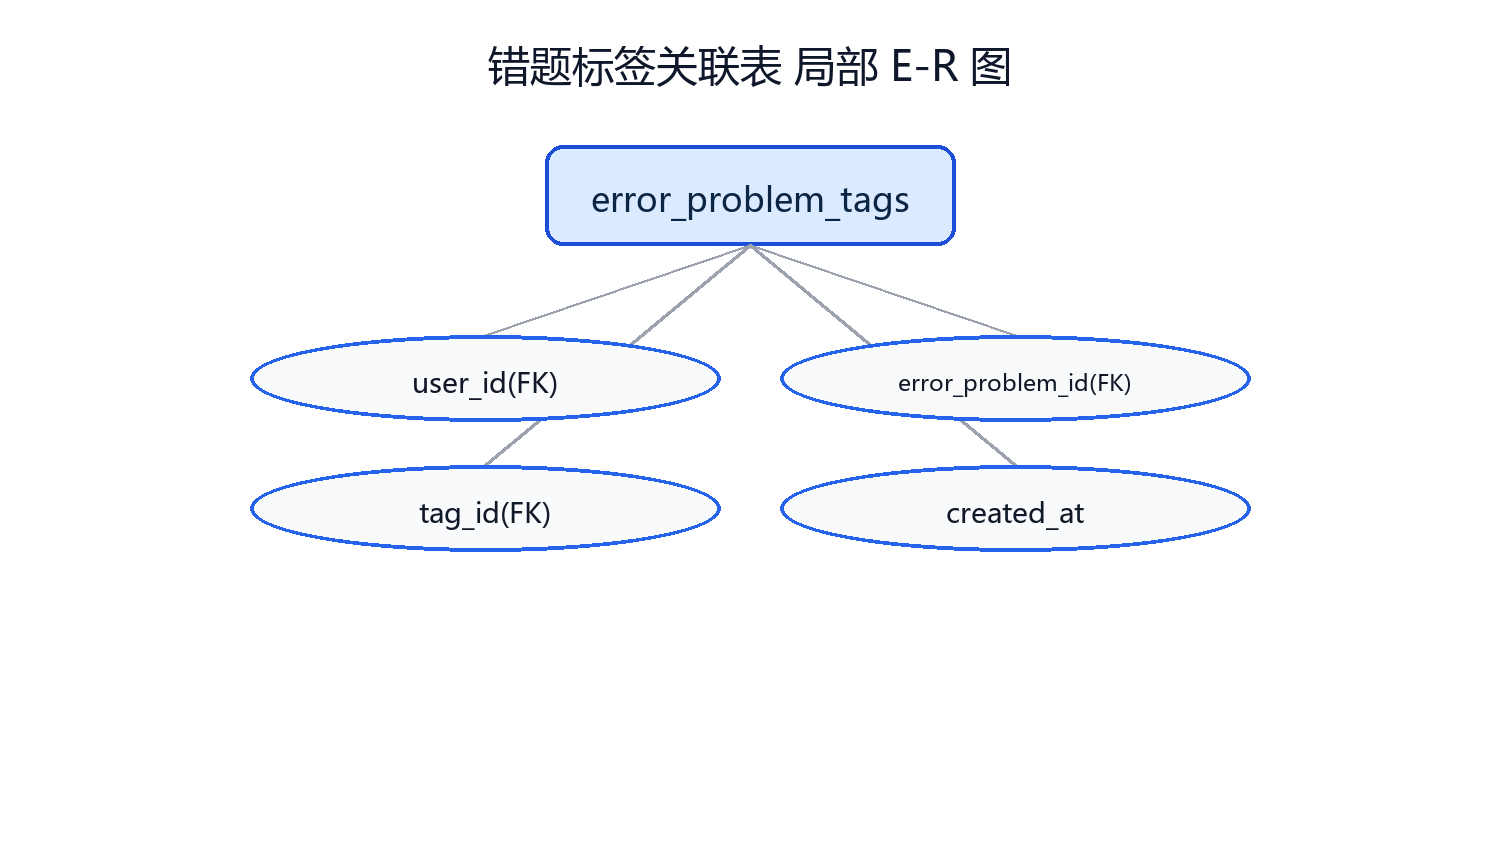 错题标签关联表 局部 E-R 图
error_problem_tags
user_id(FK)
error_problem_id(FK)
tag_id(FK)
created_at